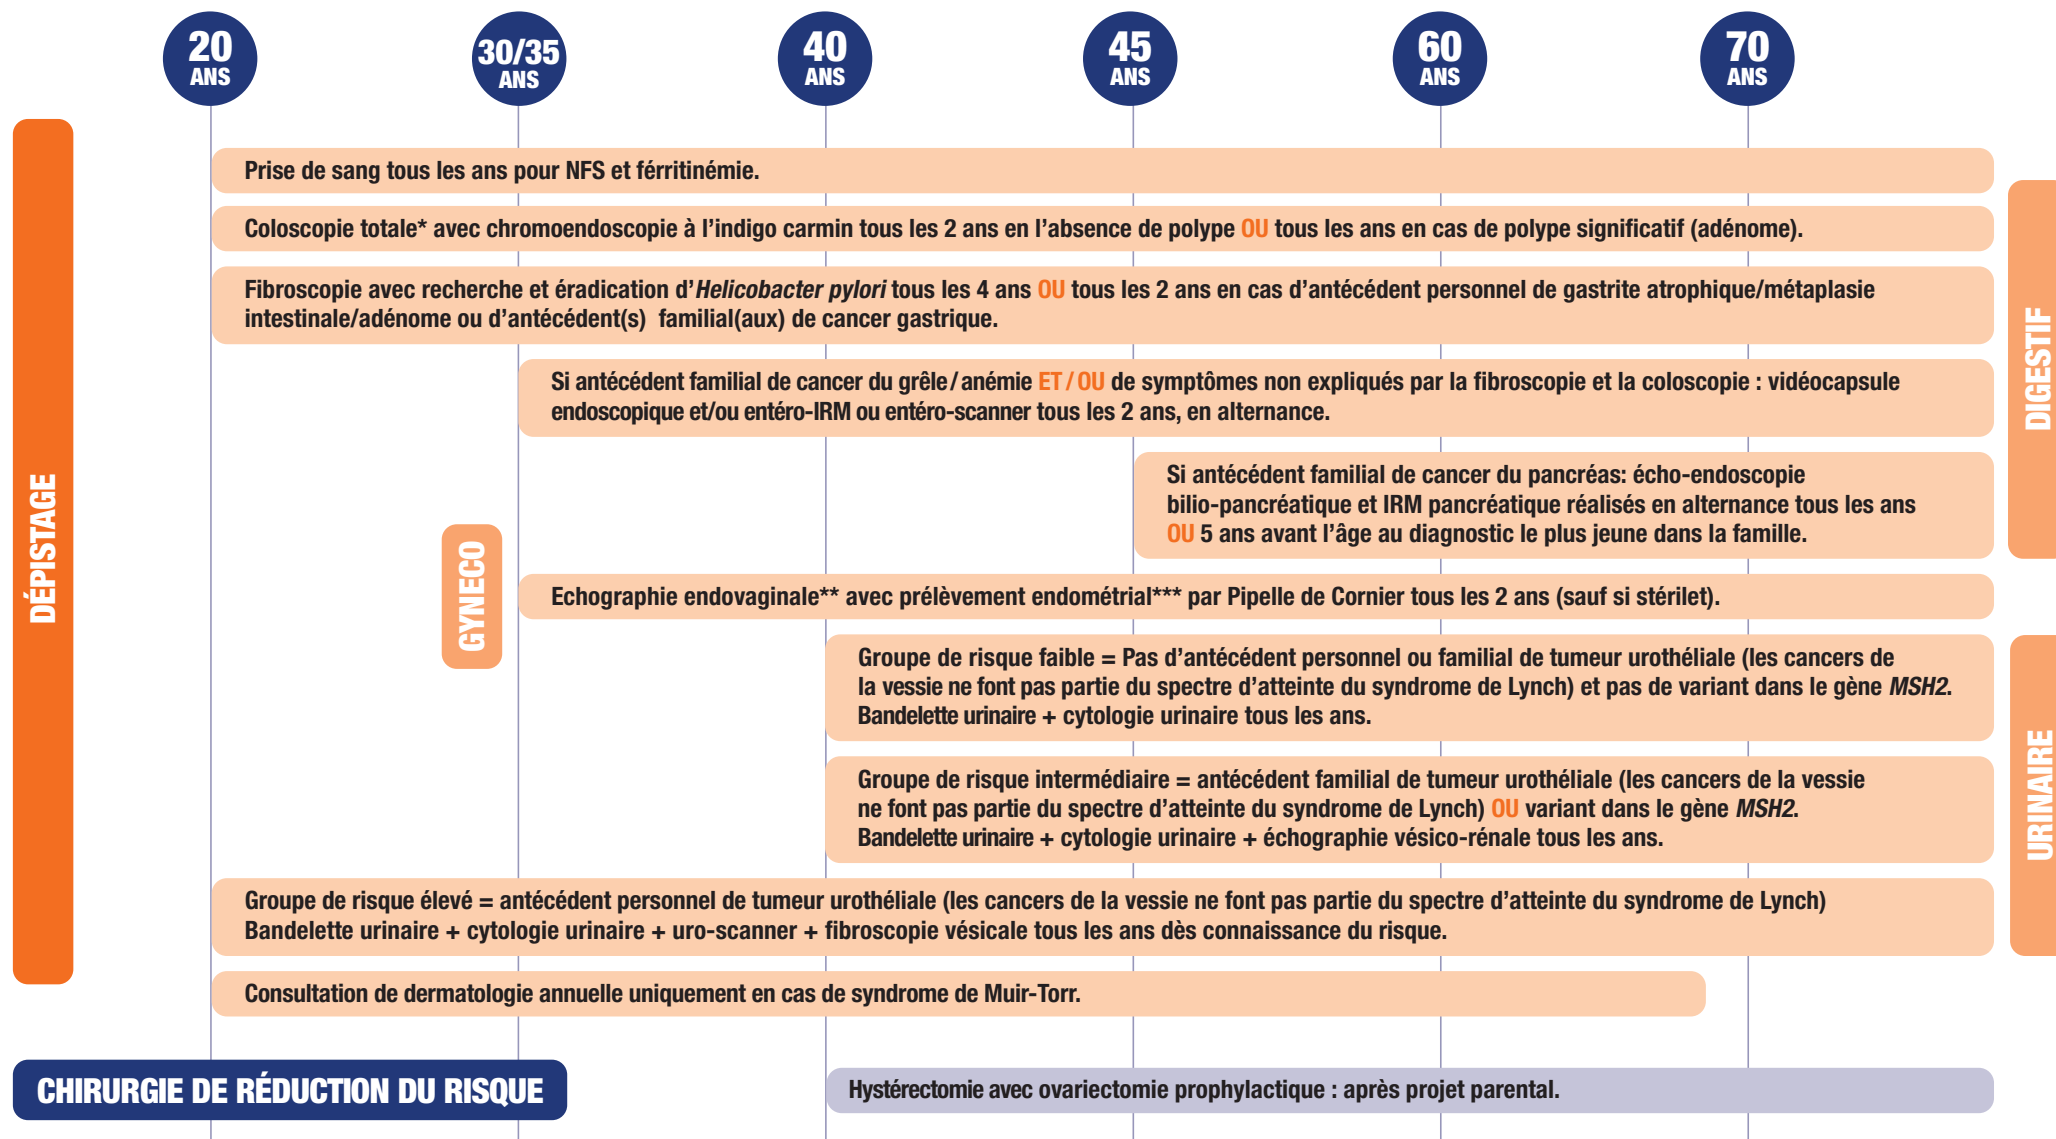 20
ANS
30/35
ANS
40
ANS
45
ANS
60
ANS
70
ANS
DÉPISTAGE
Prise de sang tous les ans pour NFS et férritinémie.
Coloscopie totale* avec chromoendoscopie à l’indigo carmin tous les 2 ans en l’absence de polype OU tous les ans en cas de polype significatif (adénome).
Fibroscopie avec recherche et éradication d’Helicobacter pylori tous les 4 ans OU tous les 2 ans en cas d’antécédent personnel de gastrite atrophique/métaplasie
intestinale/adénome ou d’antécédent(s) familial(aux) de cancer gastrique.
Si antécédent familial de cancer du grêle/anémie ET/OU de symptômes non expliqués par la fibroscopie et la coloscopie : vidéocapsule
endoscopique et/ou entéro-IRM ou entéro-scanner tous les 2 ans, en alternance.
Si antécédent familial de cancer du pancréas: écho-endoscopie
bilio-pancréatique et IRM pancréatique réalisés en alternance tous les ans
OU 5 ans avant l’âge au diagnostic le plus jeune dans la famille.
DIGESTIF
GYNECO
Echographie endovaginale** avec prélèvement endométrial*** par Pipelle de Cornier tous les 2 ans (sauf si stérilet).
Groupe de risque faible = Pas d’antécédent personnel ou familial de tumeur urothéliale (les cancers de
la vessie ne font pas partie du spectre d’atteinte du syndrome de Lynch) et pas de variant dans le gène MSH2.
Bandelette urinaire + cytologie urinaire tous les ans.
Groupe de risque intermédiaire = antécédent familial de tumeur urothéliale (les cancers de la vessie
ne font pas partie du spectre d’atteinte du syndrome de Lynch) OU variant dans le gène MSH2.
Bandelette urinaire + cytologie urinaire + échographie vésico-rénale tous les ans.
Groupe de risque élevé = antécédent personnel de tumeur urothéliale (les cancers de la vessie ne font pas partie du spectre d’atteinte du syndrome de Lynch)
Bandelette urinaire + cytologie urinaire + uro-scanner + fibroscopie vésicale tous les ans dès connaissance du risque.
URINAIRE
Consultation de dermatologie annuelle uniquement en cas de syndrome de Muir-Torr.
CHIRURGIE DE RÉDUCTION DU RISQUE
Hystérectomie avec ovariectomie prophylactique : après projet parental.